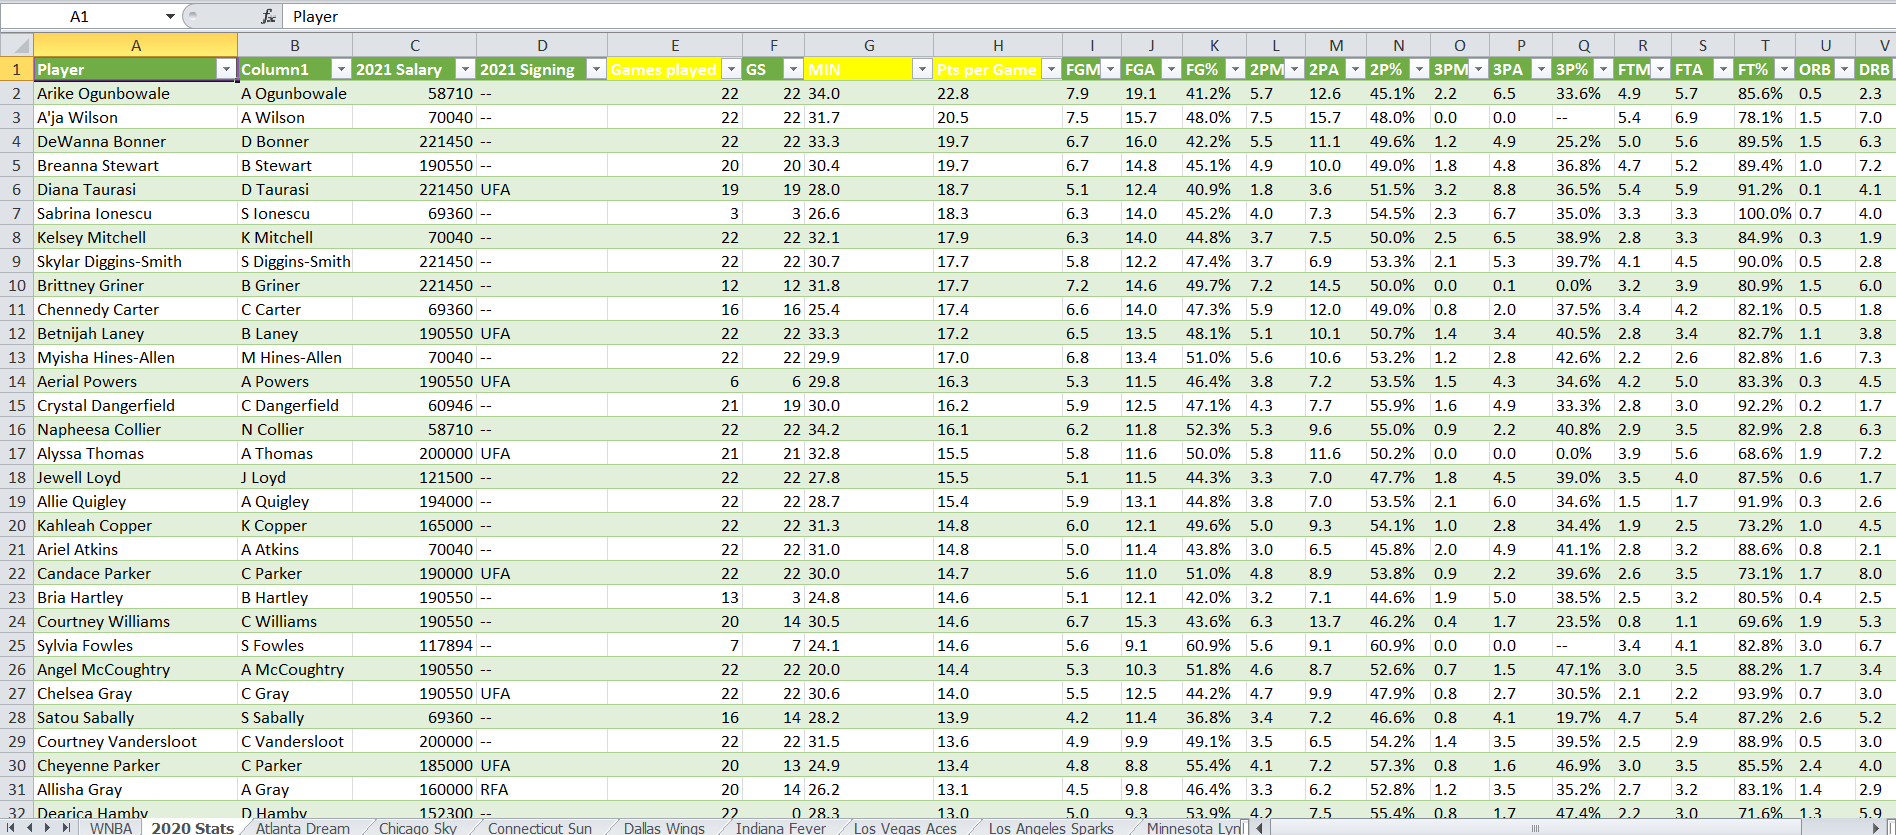 A1 fx Player
A B C D E F G H I J K L M N O P Q R S T U V
1 Player Column1 2021 Salary 2021 Signing Games played GS MIN Pts per Game FGM FGA FG% 2PM 2PA 2P% 3PM 3PA 3P% FTM FTA FT% ORB DRB
2 Arike Ogunbowale A Ogunbowale 58710 -- 22 22 34.0 22.8 7.9 19.1 41.2% 5.7 12.6 45.1% 2.2 6.5 33.6% 4.9 5.7 85.6% 0.5 2.3
3 A'ja Wilson A Wilson 70040 -- 22 22 31.7 20.5 7.5 15.7 48.0% 7.5 15.7 48.0% 0.0 0.0 -- 5.4 6.9 78.1% 1.5 7.0
4 DeWanna Bonner D Bonner 221450 -- 22 22 33.3 19.7 6.7 16.0 42.2% 5.5 11.1 49.6% 1.2 4.9 25.2% 5.0 5.6 89.5% 1.5 6.3
5 Breanna Stewart B Stewart 190550 -- 20 20 30.4 19.7 6.7 14.8 45.1% 4.9 10.0 49.0% 1.8 4.8 36.8% 4.7 5.2 89.4% 1.0 7.2
6 Diana Taurasi D Taurasi 221450 UFA 19 19 28.0 18.7 5.1 12.4 40.9% 1.8 3.6 51.5% 3.2 8.8 36.5% 5.4 5.9 91.2% 0.1 4.1
7 Sabrina Ionescu S Ionescu 69360 -- 3 3 26.6 18.3 6.3 14.0 45.2% 4.0 7.3 54.5% 2.3 6.7 35.0% 3.3 3.3 100.0% 0.7 4.0
8 Kelsey Mitchell K Mitchell 70040 -- 22 22 32.1 17.9 6.3 14.0 44.8% 3.7 7.5 50.0% 2.5 6.5 38.9% 2.8 3.3 84.9% 0.3 1.9
9 Skylar Diggins-Smith S Diggins-Smith 221450 -- 22 22 30.7 17.7 5.8 12.2 47.4% 3.7 6.9 53.3% 2.1 5.3 39.7% 4.1 4.5 90.0% 0.5 2.8
10 Brittney Griner B Griner 221450 -- 12 12 31.8 17.7 7.2 14.6 49.7% 7.2 14.5 50.0% 0.0 0.1 0.0% 3.2 3.9 80.9% 1.5 6.0
11 Chennedy Carter C Carter 69360 -- 16 16 25.4 17.4 6.6 14.0 47.3% 5.9 12.0 49.0% 0.8 2.0 37.5% 3.4 4.2 82.1% 0.5 1.8
12 Betnijah Laney B Laney 190550 UFA 22 22 33.3 17.2 6.5 13.5 48.1% 5.1 10.1 50.7% 1.4 3.4 40.5% 2.8 3.4 82.7% 1.1 3.8
13 Myisha Hines-Allen M Hines-Allen 70040 -- 22 22 29.9 17.0 6.8 13.4 51.0% 5.6 10.6 53.2% 1.2 2.8 42.6% 2.2 2.6 82.8% 1.6 7.3
14 Aerial Powers A Powers 190550 UFA 6 6 29.8 16.3 5.3 11.5 46.4% 3.8 7.2 53.5% 1.5 4.3 34.6% 4.2 5.0 83.3% 0.3 4.5
15 Crystal Dangerfield C Dangerfield 60946 -- 21 19 30.0 16.2 5.9 12.5 47.1% 4.3 7.7 55.9% 1.6 4.9 33.3% 2.8 3.0 92.2% 0.2 1.7
16 Napheesa Collier N Collier 58710 -- 22 22 34.2 16.1 6.2 11.8 52.3% 5.3 9.6 55.0% 0.9 2.2 40.8% 2.9 3.5 82.9% 2.8 6.3
17 Alyssa Thomas A Thomas 200000 UFA 21 21 32.8 15.5 5.8 11.6 50.0% 5.8 11.6 50.2% 0.0 0.0 0.0% 3.9 5.6 68.6% 1.9 7.2
18 Jewell Loyd J Loyd 121500 -- 22 22 27.8 15.5 5.1 11.5 44.3% 3.3 7.0 47.7% 1.8 4.5 39.0% 3.5 4.0 87.5% 0.6 1.7
19 Allie Quigley A Quigley 194000 -- 22 22 28.7 15.4 5.9 13.1 44.8% 3.8 7.0 53.5% 2.1 6.0 34.6% 1.5 1.7 91.9% 0.3 2.6
20 Kahleah Copper K Copper 165000 -- 22 22 31.3 14.8 6.0 12.1 49.6% 5.0 9.3 54.1% 1.0 2.8 34.4% 1.9 2.5 73.2% 1.0 4.5
21 Ariel Atkins A Atkins 70040 -- 22 22 31.0 14.8 5.0 11.4 43.8% 3.0 6.5 45.8% 2.0 4.9 41.1% 2.8 3.2 88.6% 0.8 2.1
22 Candace Parker C Parker 190000 UFA 22 22 30.0 14.7 5.6 11.0 51.0% 4.8 8.9 53.8% 0.9 2.2 39.6% 2.6 3.5 73.1% 1.7 8.0
23 Bria Hartley B Hartley 190550 -- 13 3 24.8 14.6 5.1 12.1 42.0% 3.2 7.1 44.6% 1.9 5.0 38.5% 2.5 3.2 80.5% 0.4 2.5
24 Courtney Williams C Williams 190550 -- 20 14 30.5 14.6 6.7 15.3 43.6% 6.3 13.7 46.2% 0.4 1.7 23.5% 0.8 1.1 69.6% 1.9 5.3
25 Sylvia Fowles S Fowles 117894 -- 7 7 24.1 14.6 5.6 9.1 60.9% 5.6 9.1 60.9% 0.0 0.0 -- 3.4 4.1 82.8% 3.0 6.7
26 Angel McCoughtry A McCoughtry 190550 -- 22 22 20.0 14.4 5.3 10.3 51.8% 4.6 8.7 52.6% 0.7 1.5 47.1% 3.0 3.5 88.2% 1.7 3.4
27 Chelsea Gray C Gray 190550 UFA 22 22 30.6 14.0 5.5 12.5 44.2% 4.7 9.9 47.9% 0.8 2.7 30.5% 2.1 2.2 93.9% 0.7 3.0
28 Satou Sabally S Sabally 69360 -- 16 14 28.2 13.9 4.2 11.4 36.8% 3.4 7.2 46.6% 0.8 4.1 19.7% 4.7 5.4 87.2% 2.6 5.2
29 Courtney Vandersloot C Vandersloot 200000 -- 22 22 31.5 13.6 4.9 9.9 49.1% 3.5 6.5 54.2% 1.4 3.5 39.5% 2.5 2.9 88.9% 0.5 3.0
30 Cheyenne Parker C Parker 185000 UFA 20 13 24.9 13.4 4.8 8.8 55.4% 4.1 7.2 57.3% 0.8 1.6 46.9% 3.0 3.5 85.5% 2.4 4.0
31 Allisha Gray A Gray 160000 RFA 20 14 26.2 13.1 4.5 9.8 46.4% 3.3 6.2 52.8% 1.2 3.5 35.2% 2.7 3.2 83.1% 1.4 2.9
32 Dearica Hamby D Hamby 152300 -- 22 0 28.3 13.0 5.0 9.3 53.9% 4.2 7.5 55.4% 0.8 1.7 47.4% 2.2 3.0 71.6% 1.3 5.9
WNBA 2020 Stats Atlanta Dream Chicago Sky Connecticut Sun Dallas Wings Indiana Fever Los Vegas Aces Los Angeles Sparks Minnesota Lyn